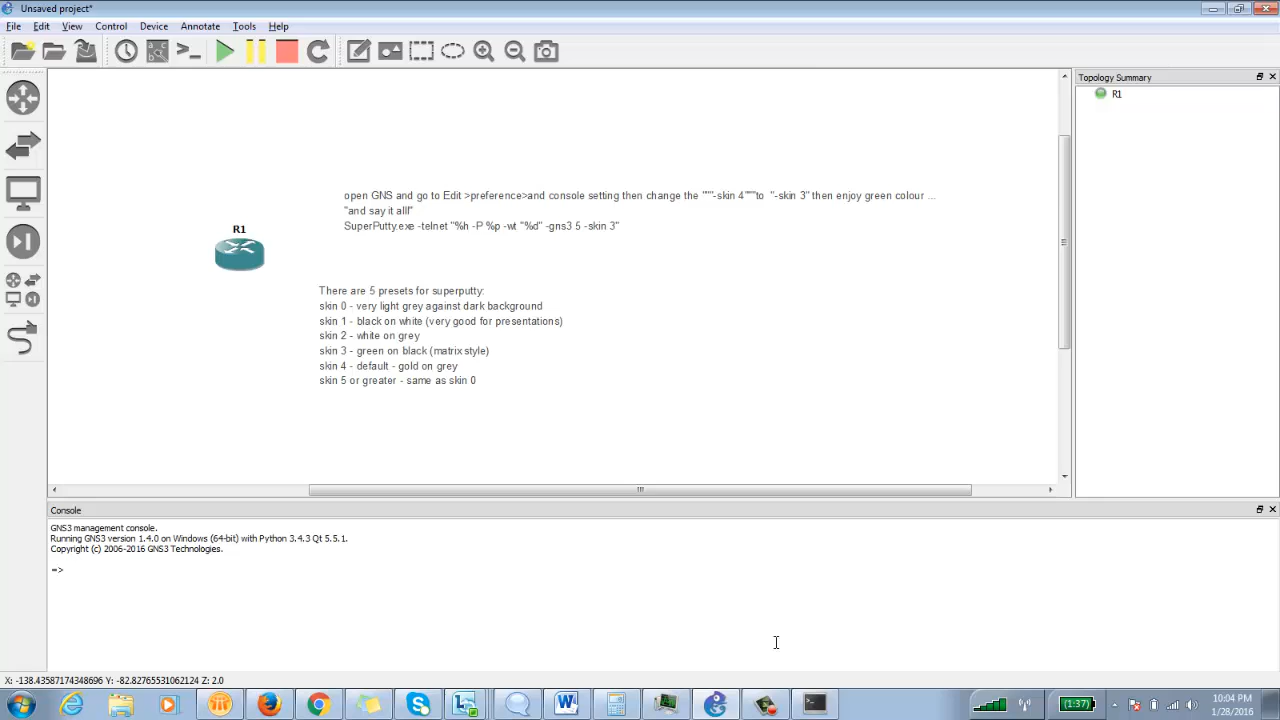 Unsaved project*
File Edit View Control Device Annotate Tools Help
Topology Summary
R1
open GNS and go to Edit >preference>and console setting then change the """-skin 4"""to "-skin 3" then enjoy green colour ...
"and say it alll"
SuperPutty.exe -telnet "%h -P %p -wt "%d" -gns3 5 -skin 3"
R1
There are 5 presets for superputty:
skin 0 - very light grey against dark background
skin 1 - black on white (very good for presentations)
skin 2 - white on grey
skin 3 - green on black (matrix style)
skin 4 - default - gold on grey
skin 5 or greater - same as skin 0
Console
GNS3 management console.
Running GNS3 version 1.4.0 on Windows (64-bit) with Python 3.4.3 Qt 5.5.1.
Copyright (c) 2006-2016 GNS3 Technologies.
=>
X: -138.43587174348696 Y: -82.82765531062124 Z: 2.0
(1:37)
10:04 PM
1/28/2016